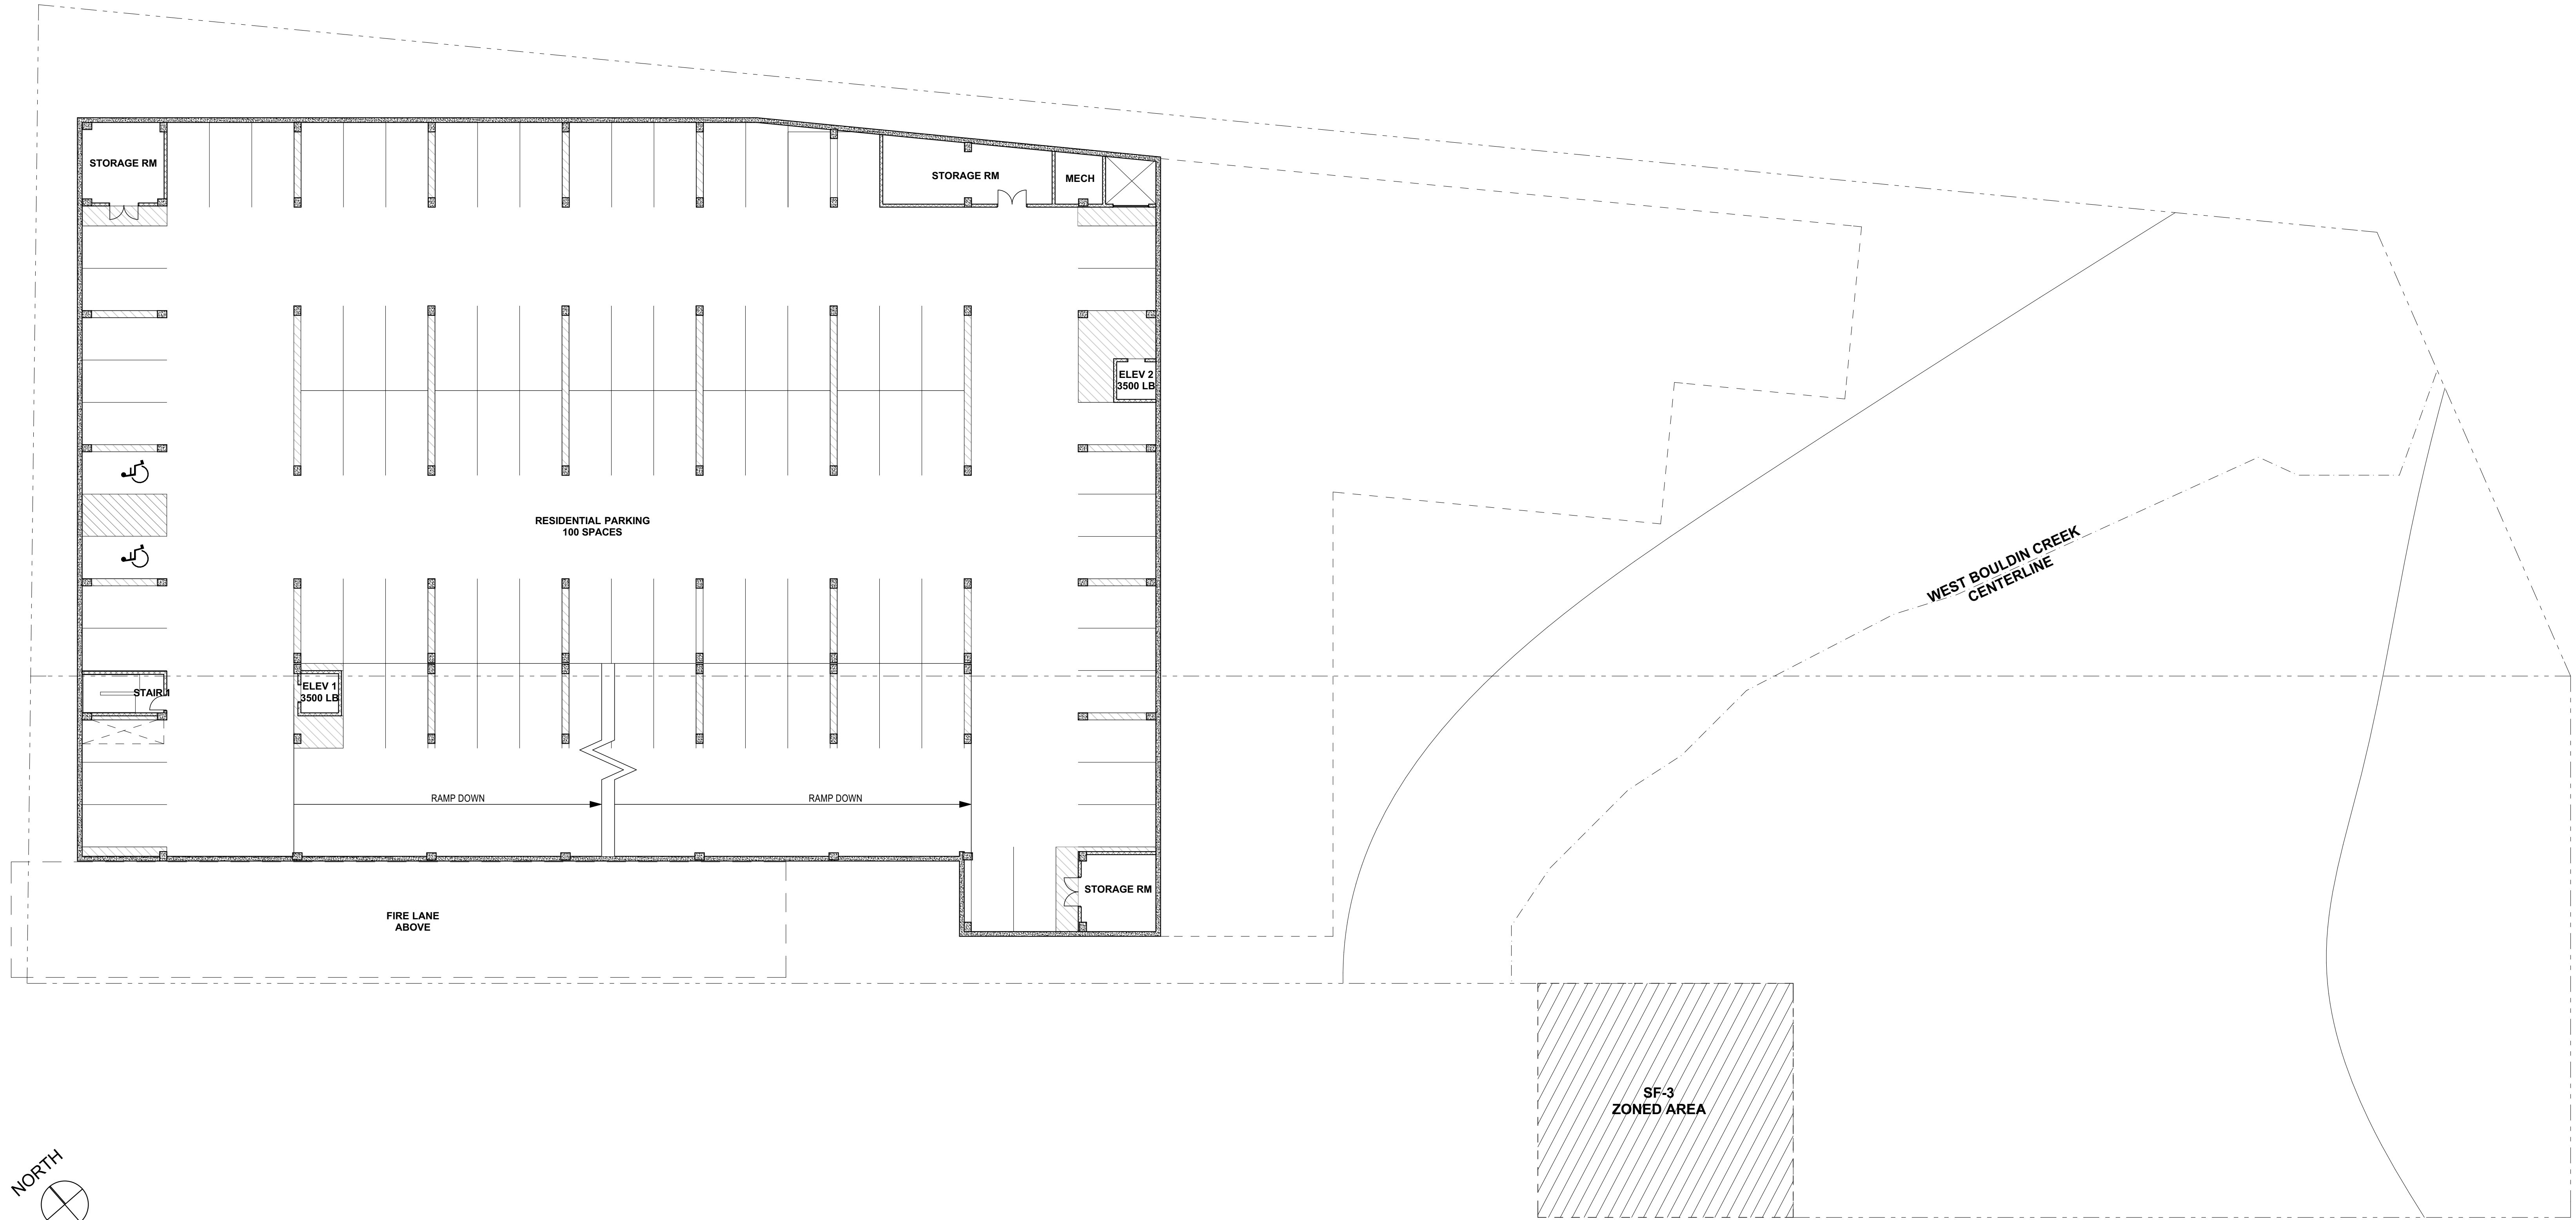 STORAGE RM
STORAGE RM
MECH
ELEV 2
3500 LB
RESIDENTIAL PARKING
100 SPACES
WEST BOULDIN CREEK
CENTERLINE
STAIR 1
ELEV 1
3500 LB
RAMP DOWN
RAMP DOWN
STORAGE RM
FIRE LANE
ABOVE
SF-3
ZONED AREA
NORTH